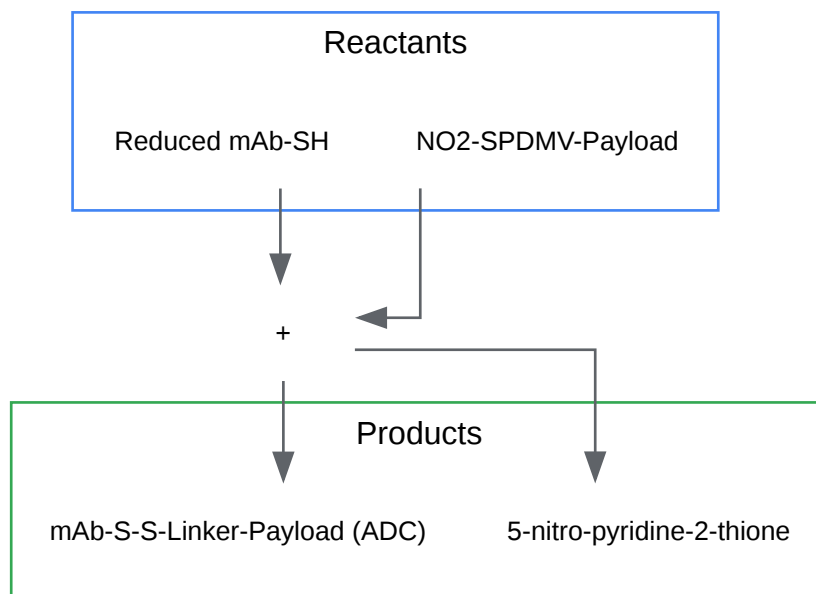 Reactants
Reduced mAb-SH NO2-SPDMV-Payload
+
Products
mAb-S-S-Linker-Payload (ADC) 5-nitro-pyridine-2-thione